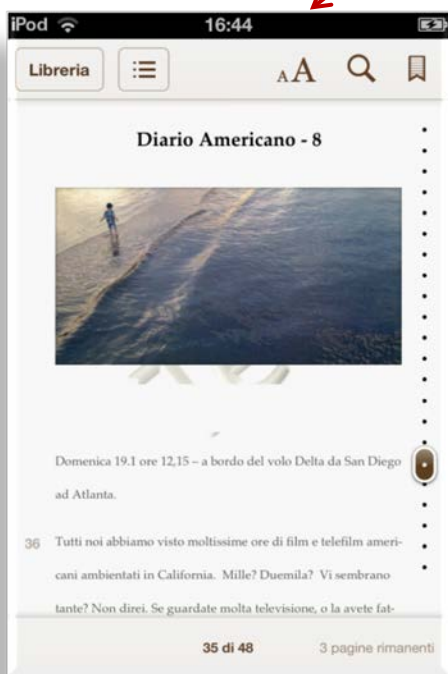 iPod 16:44
Libreria AA
Diario Americano - 8
Domenica 19.1 ore 12,15 – a bordo del volo Delta da San Diego
ad Atlanta.
36 Tutti noi abbiamo visto moltissime ore di film e telefilm ameri-
cani ambientati in California. Mille? Duemila? Vi sembrano
tante? Non direi. Se guardate molta televisione, o la avete fat-
35 di 48 3 pagine rimanenti